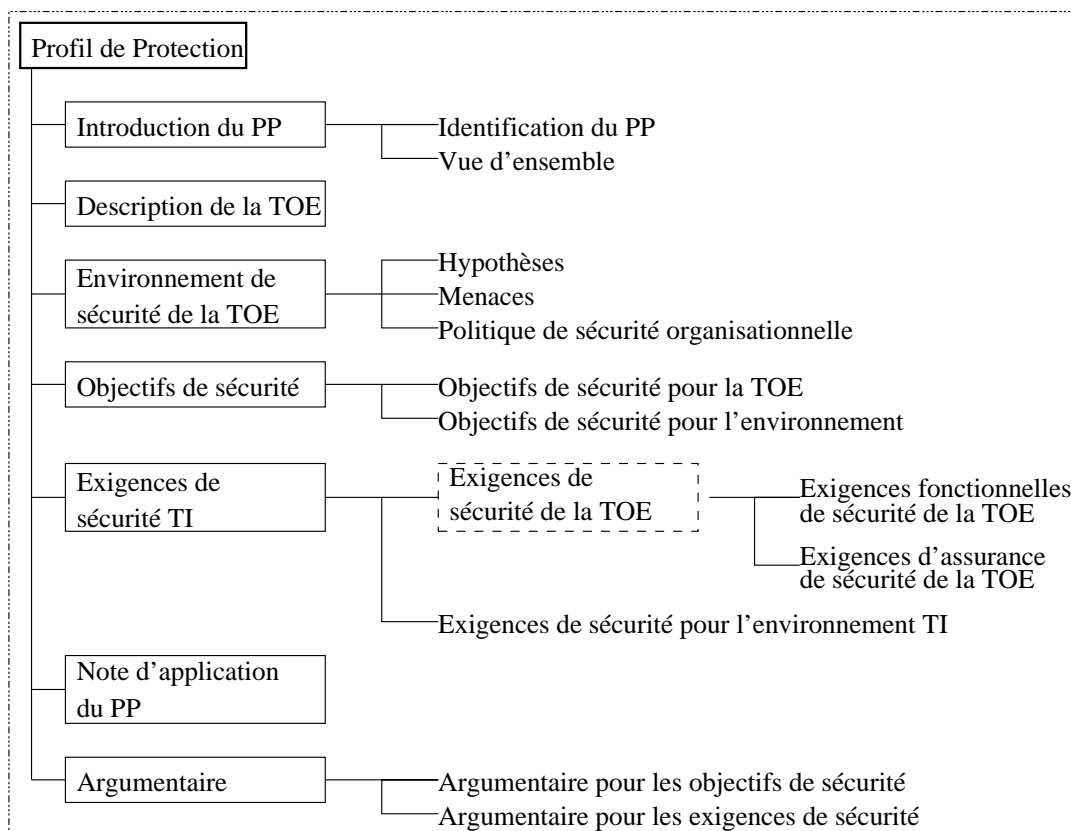 Profil de Protection
Introduction du PP
Identification du PP
Vue d'ensemble
Description de la TOE
Environnement de
sécurité de la TOE
Hypothèses
Menaces
Politique de sécurité organisationnelle
Objectifs de sécurité
Objectifs de sécurité pour la TOE
Objectifs de sécurité pour l'environnement
Exigences de
sécurité TI
Exigences de
sécurité de la TOE
Exigences fonctionnelles
de sécurité de la TOE
Exigences d'assurance
de sécurité de la TOE
Exigences de sécurité pour l'environnement TI
Note d'application
du PP
Argumentaire
Argumentaire pour les objectifs de sécurité
Argumentaire pour les exigences de sécurité